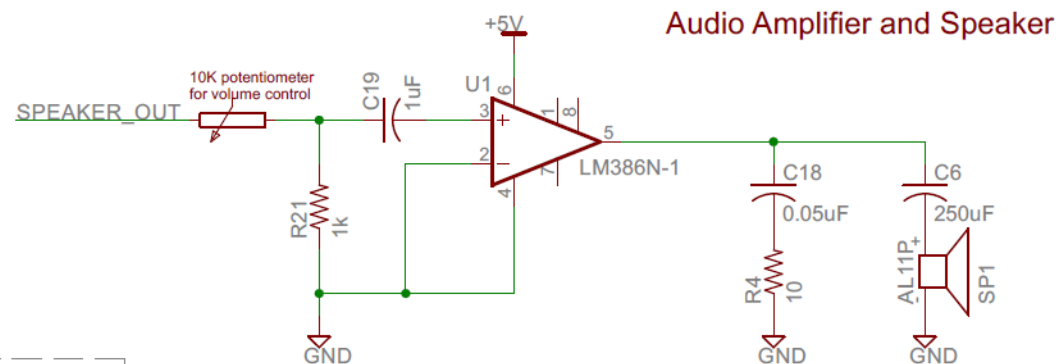 Audio Amplifier and Speaker
+5V
10K potentiometer
for volume control
SPEAKER_OUT
C19
1uF
U1
6
3
+
1
8
5
2
-
7
4
LM386N-1
R21
1k
C18
0.05uF
C6
250uF
R4
10
AL11P
+
-
SP1
GND
GND
GND